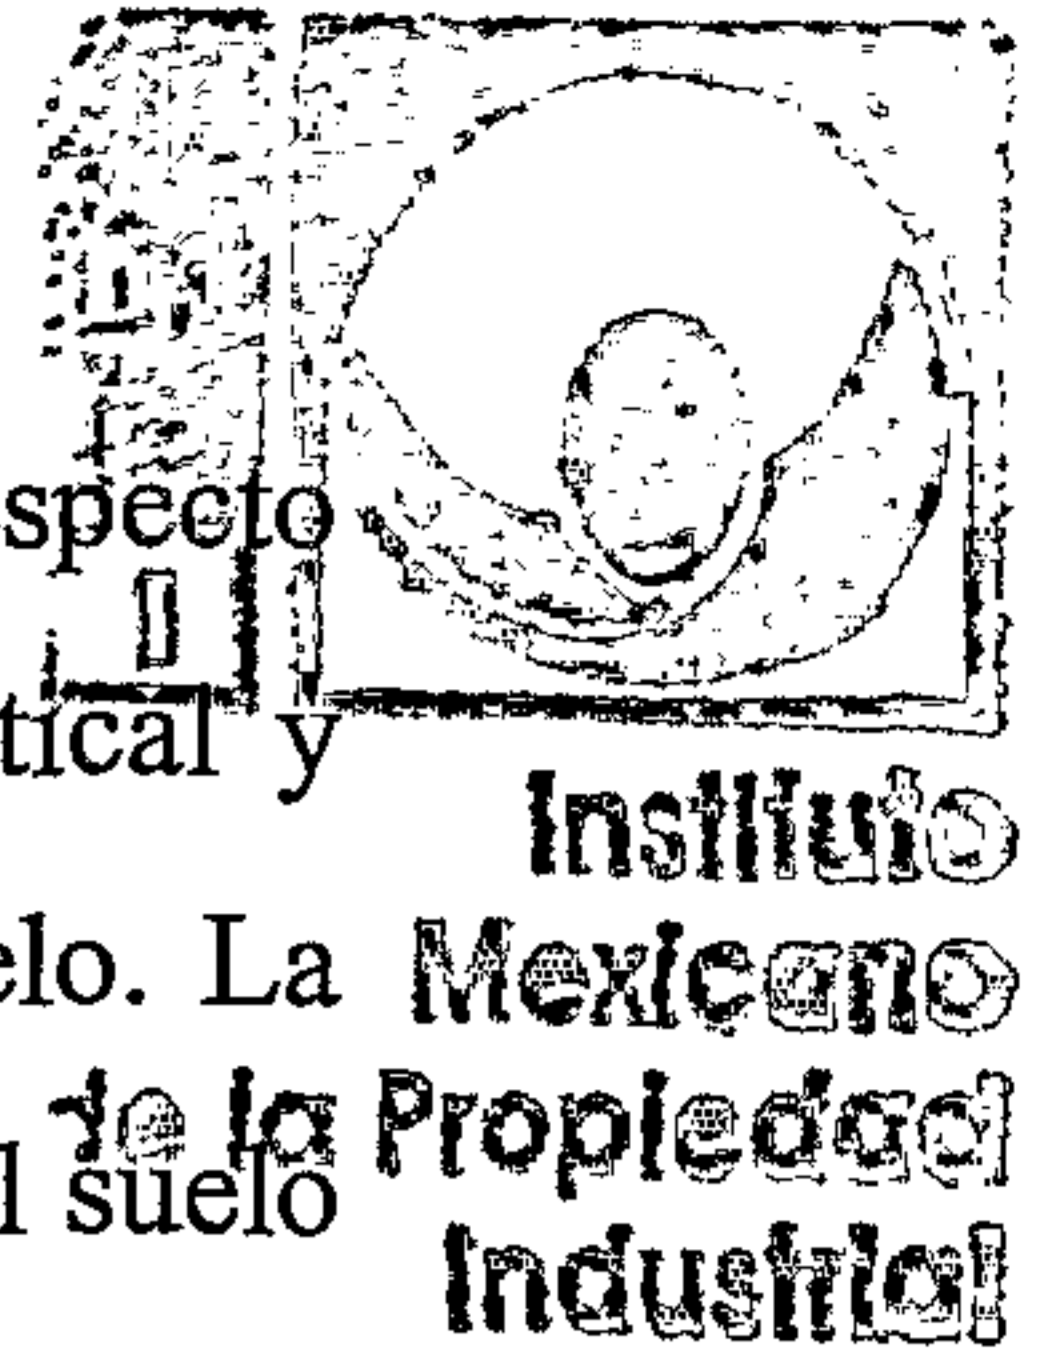 specto
tical y
Instituto
elo. La Mexicano
de la Propiedad
l suelo
Industrial